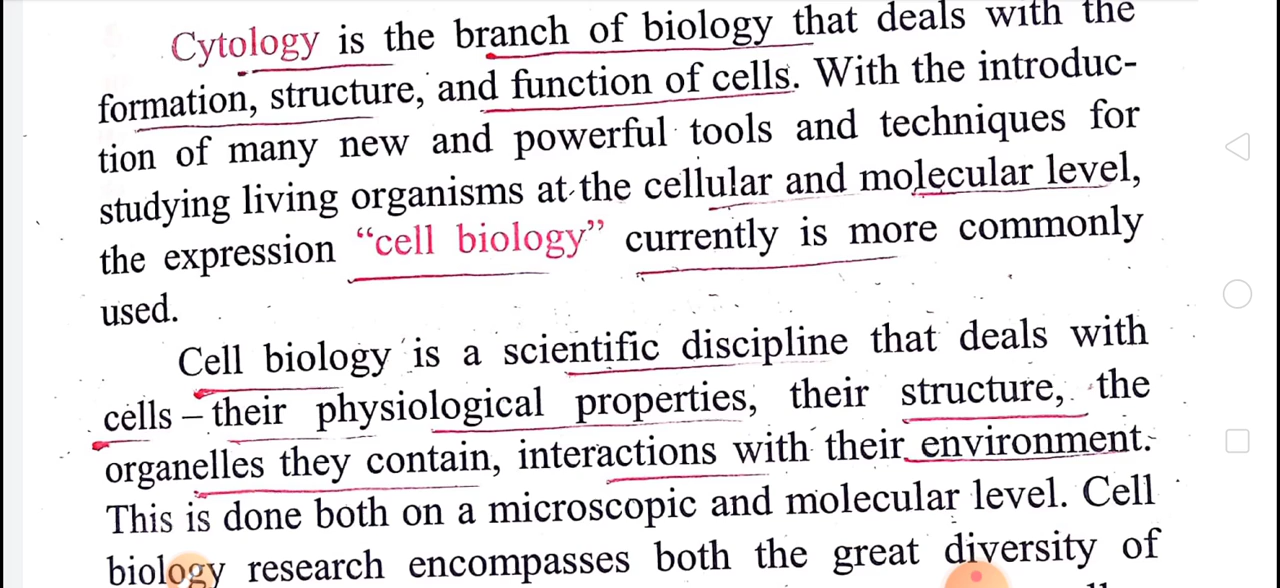 Cytology is the branch of biology that deals with the
formation, structure, and function of cells. With the introduc-
tion of many new and powerful tools and techniques for
studying living organisms at the cellular and molecular level,
the expression “cell biology” currently is more commonly
used.
Cell biology is a scientific discipline that deals with
cells – their physiological properties, their structure, the
organelles they contain, interactions with their environment.
This is done both on a microscopic and molecular level. Cell
biology research encompasses both the great diversity of